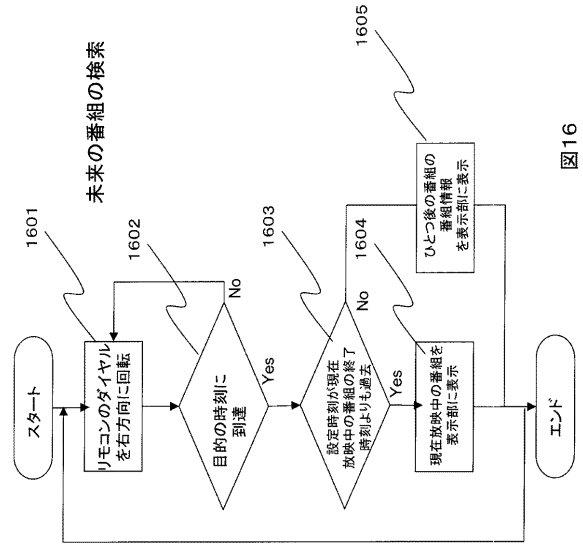 未来の番組の検索
スタート
1601
リモコンのダイヤル
を右方向に回転
1602
目的の時刻に
到達
No
Yes
1603
設定時刻が現在
放映中の番組の終了
時刻よりも過去
No
Yes
1604
現在放映中の番組を
表示部に表示
1605
ひとつ後の番組の
番組情報
を表示部に表示
エンド
図16